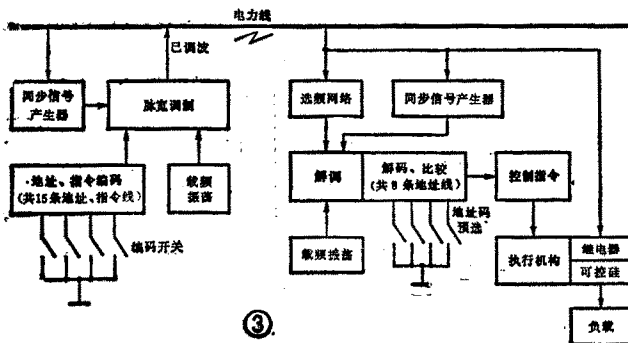 电力线
已调波
同步信号
产生器
脉宽调制
地址、指令编码
(共15条地址、指令线)
载频
振荡
编码开关
选频网络
同步信号产生器
解调
解码、比较
(共8条地址线)
控制指令
载频振荡
地址码
预选
执行机构
继电器
可控硅
负载
③